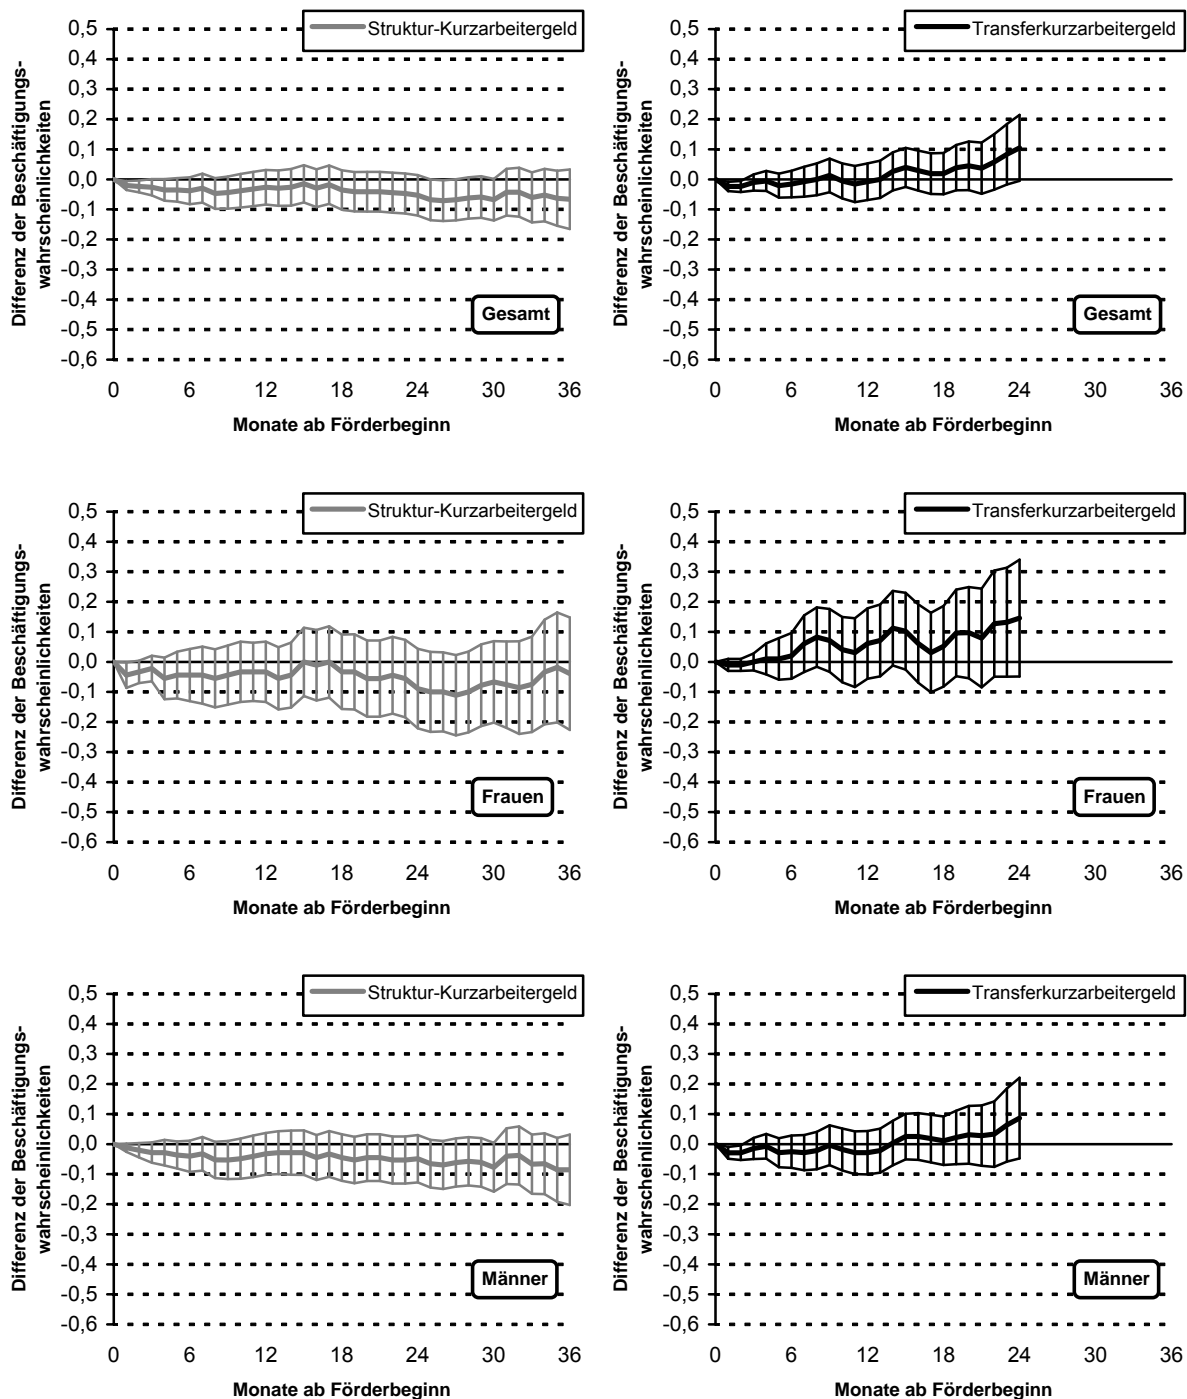 Struktur-Kurzarbeitergeld
Differenz der Beschäftigungs-
wahrscheinlichkeiten
0,5
0,4
0,3
0,2
0,1
0,0
-0,1
-0,2
-0,3
-0,4
-0,5
-0,6
Gesamt
0 6 12 18 24 30 36
Monate ab Förderbeginn
Transferkurzarbeitergeld
Differenz der Beschäftigungs-
wahrscheinlichkeiten
0,5
0,4
0,3
0,2
0,1
0,0
-0,1
-0,2
-0,3
-0,4
-0,5
-0,6
Gesamt
0 6 12 18 24 30 36
Monate ab Förderbeginn
Struktur-Kurzarbeitergeld
Differenz der Beschäftigungs-
wahrscheinlichkeiten
0,5
0,4
0,3
0,2
0,1
0,0
-0,1
-0,2
-0,3
-0,4
-0,5
-0,6
Frauen
0 6 12 18 24 30 36
Monate ab Förderbeginn
Transferkurzarbeitergeld
Differenz der Beschäftigungs-
wahrscheinlichkeiten
0,5
0,4
0,3
0,2
0,1
0,0
-0,1
-0,2
-0,3
-0,4
-0,5
-0,6
Frauen
0 6 12 18 24 30 36
Monate ab Förderbeginn
Struktur-Kurzarbeitergeld
Differenz der Beschäftigungs-
wahrscheinlichkeiten
0,5
0,4
0,3
0,2
0,1
0,0
-0,1
-0,2
-0,3
-0,4
-0,5
-0,6
Männer
0 6 12 18 24 30 36
Monate ab Förderbeginn
Transferkurzarbeitergeld
Differenz der Beschäftigungs-
wahrscheinlichkeiten
0,5
0,4
0,3
0,2
0,1
0,0
-0,1
-0,2
-0,3
-0,4
-0,5
-0,6
Männer
0 6 12 18 24 30 36
Monate ab Förderbeginn